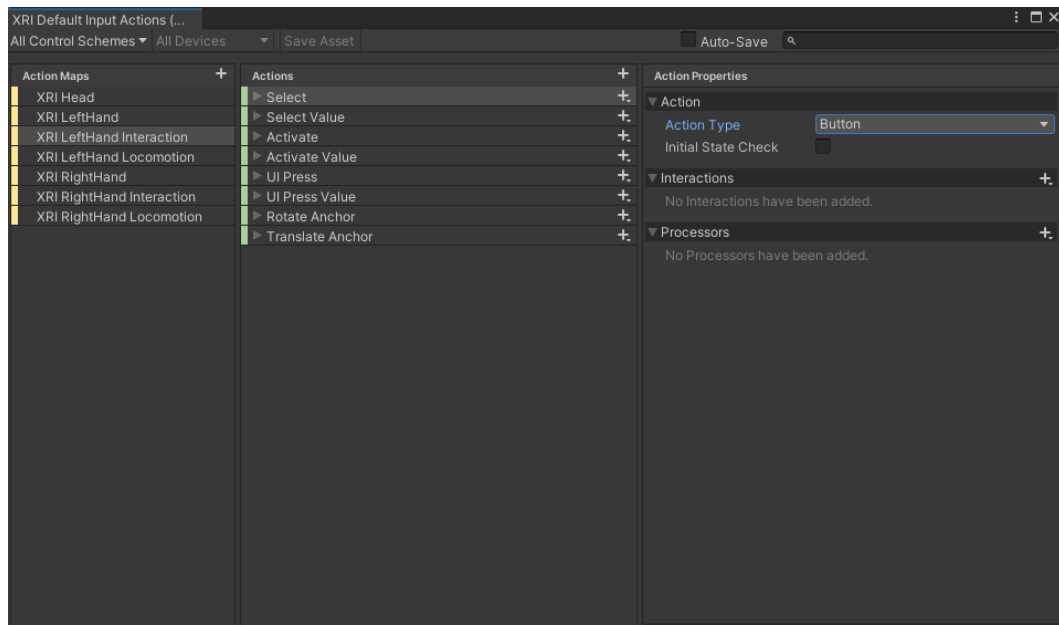 XRI Default Input Actions (...
All Control Schemes All Devices Save Asset Auto-Save
Action Maps
XRI Head
XRI LeftHand
XRI LeftHand Interaction
XRI LeftHand Locomotion
XRI RightHand
XRI RightHand Interaction
XRI RightHand Locomotion
Actions
Select
Select Value
Activate
Activate Value
UI Press
UI Press Value
Rotate Anchor
Translate Anchor
Action Properties
Action
Action Type Button
Initial State Check
Interactions
No Interactions have been added.
Processors
No Processors have been added.